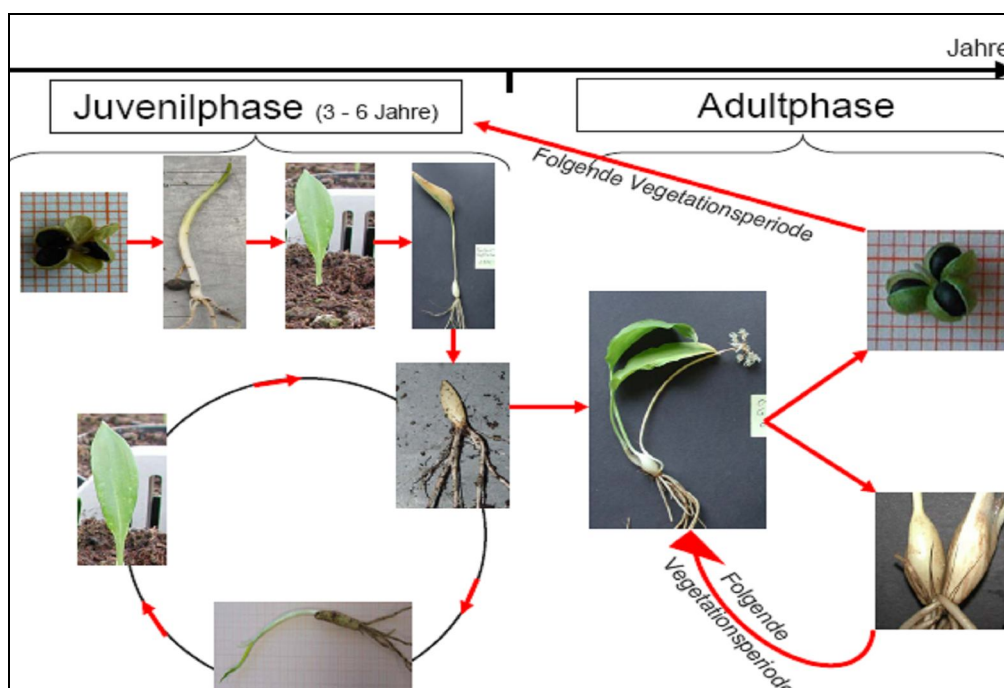 Jahre
Juvenilphase (3 - 6 Jahre)
Adultphase
Folgende Vegetationsperiode
Folgende
Vegetationsperiode